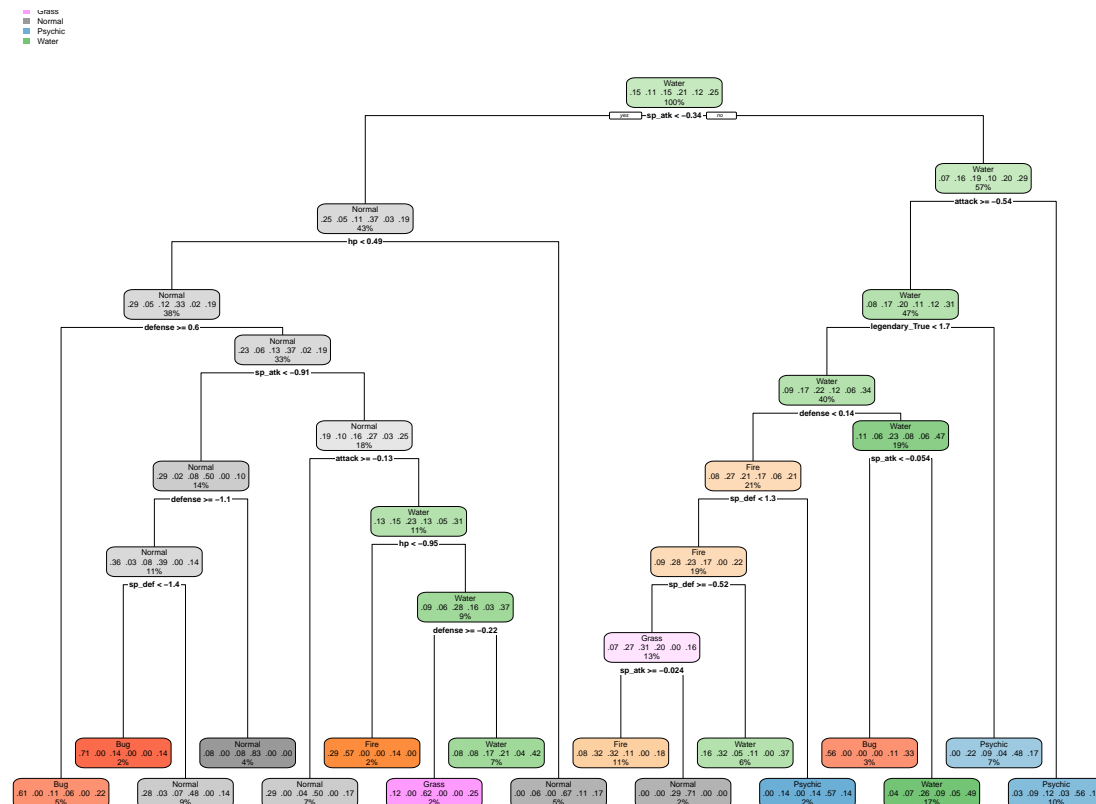 Grass
Normal
Psychic
Water
Water
.15 .11 .15 .21 .12 .25
100%
yes sp_atk < −0.34 no
Water
.07 .16 .19 .10 .20 .29
57%
attack >= −0.54
Normal
.25 .05 .11 .37 .03 .19
43%
hp < 0.49
Normal
.29 .05 .12 .33 .02 .19
38%
defense >= 0.6
Water
.08 .17 .20 .11 .12 .31
47%
legendary_True < 1.7
Normal
.23 .06 .13 .37 .02 .19
33%
sp_atk < −0.91
Water
.09 .17 .22 .12 .06 .34
40%
defense < 0.14
Normal
.19 .10 .16 .27 .03 .25
18%
attack >= −0.13
Water
.11 .06 .23 .08 .06 .47
19%
sp_atk < −0.054
Normal
.29 .02 .08 .50 .00 .10
14%
defense >= −1.1
Fire
.08 .27 .21 .17 .06 .21
21%
sp_def < 1.3
Water
.13 .15 .23 .13 .05 .31
11%
hp < −0.95
Normal
.36 .03 .08 .39 .00 .14
11%
sp_def < −1.4
Fire
.09 .28 .23 .17 .00 .22
19%
sp_def >= −0.52
Water
.09 .06 .28 .16 .03 .37
9%
defense >= −0.22
Grass
.07 .27 .31 .20 .00 .16
13%
sp_atk >= −0.024
Bug
.71 .00 .14 .00 .00 .14
2%
Normal
.08 .00 .08 .83 .00 .00
4%
Fire
.29 .57 .00 .00 .14 .00
2%
Water
.08 .08 .17 .21 .04 .42
7%
Fire
.08 .32 .32 .11 .00 .18
11%
Water
.16 .32 .05 .11 .00 .37
6%
Bug
.56 .00 .00 .00 .11 .33
3%
Psychic
.00 .22 .09 .04 .48 .17
7%
Bug
.61 .00 .11 .06 .00 .22
5%
Normal
.28 .03 .07 .48 .00 .14
9%
Normal
.29 .00 .04 .50 .00 .17
7%
Grass
.12 .00 .62 .00 .00 .25
2%
Normal
.00 .06 .00 .67 .11 .17
5%
Normal
.00 .00 .29 .71 .00 .00
2%
Psychic
.00 .14 .00 .14 .57 .14
2%
Water
.04 .07 .26 .09 .05 .49
17%
Psychic
.03 .09 .12 .03 .56
10%